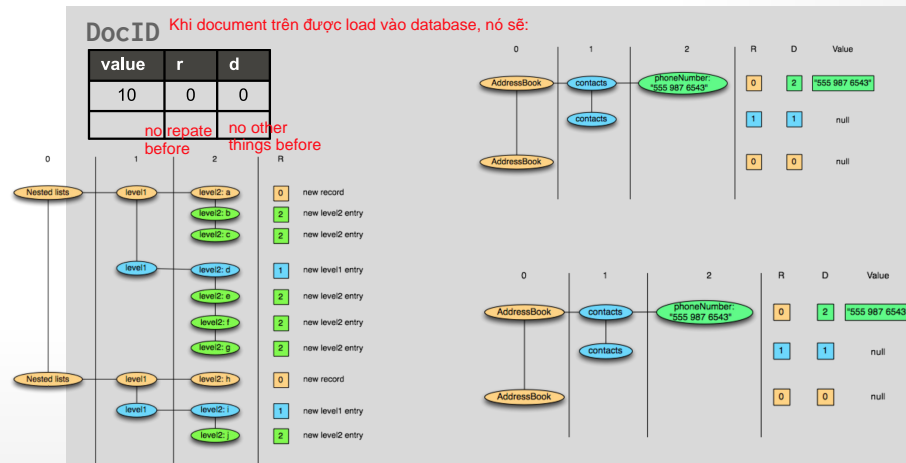 DocID
Khi document trên được load vào database, nó sẽ:
value r d
10 0 0
no repate before
no other things before
0 1 2 R
Nested lists level1 level2: a 0 new record
level2: b 2 new level2 entry
level2: c 2 new level2 entry
level1 level2: d 1 new level1 entry
level2: e 2 new level2 entry
level2: f 2 new level2 entry
level2: g 2 new level2 entry
Nested lists level1 level2: h 0 new record
level1 level2: i 1 new level1 entry
level2: j 2 new level2 entry
0 1 2 R D Value
AddressBook contacts phoneNumber: "555 987 6543" 0 2 "555 987 6543"
contacts 1 1 null
AddressBook 0 0 null
0 1 2 R D Value
AddressBook contacts phoneNumber: "555 987 6543" 0 2 "555 987 6543
contacts 1 1 null
AddressBook 0 0 null